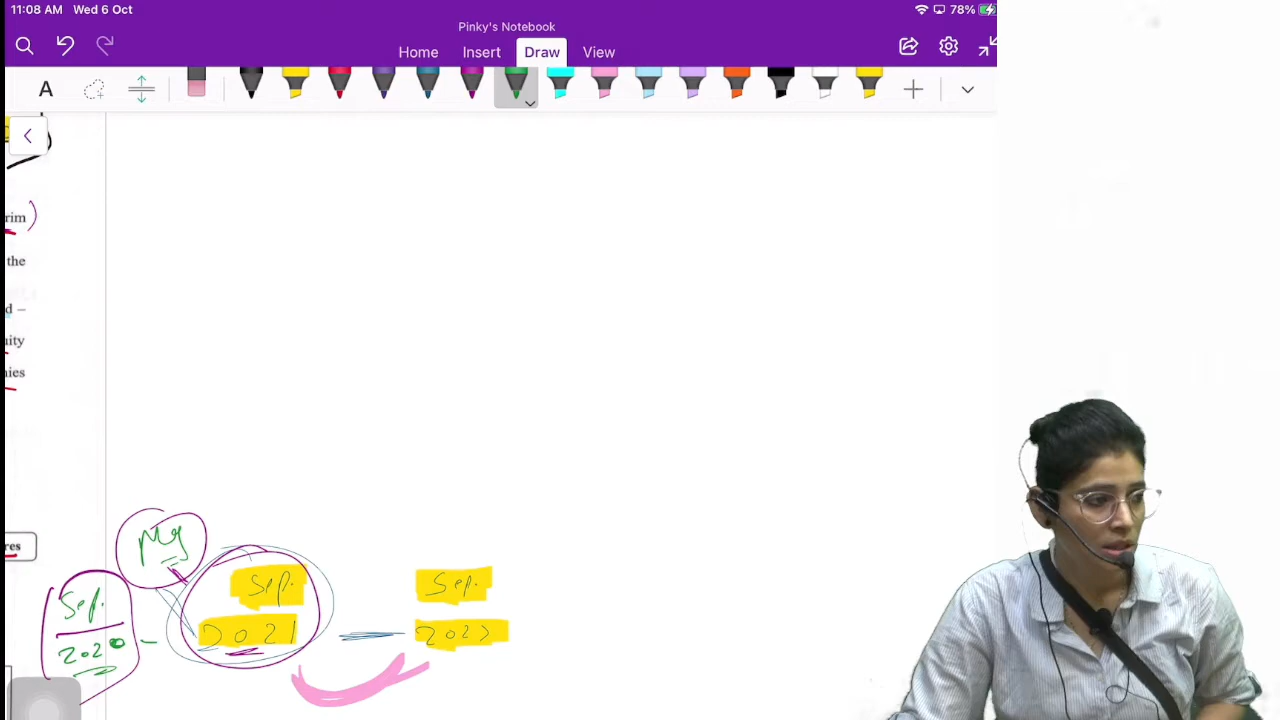 11:08 AM Wed 6 Oct
78%
Pinky's Notebook
Home Insert Draw View
A
rim)
the
d –
uity
nies
res
Mg
Sep. Sep. Sep.
2020 - 2021 — 2022